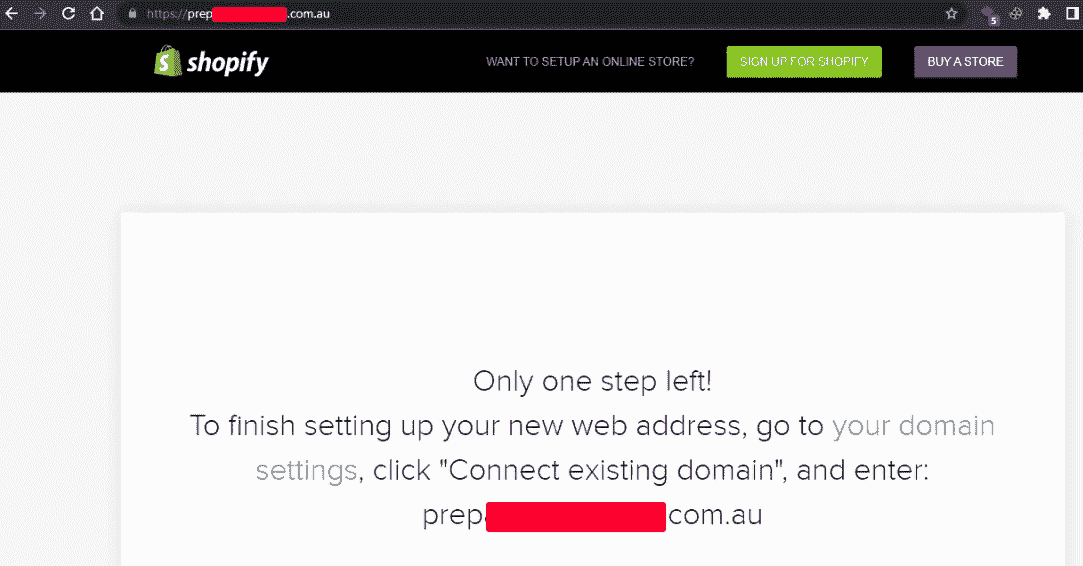 https://prep .com.au
5
shopify
WANT TO SETUP AN ONLINE STORE?
SIGN UP FOR SHOPIFY
BUY A STORE
Only one step left!
To finish setting up your new web address, go to your domain
settings, click "Connect existing domain", and enter:
prep .com.au